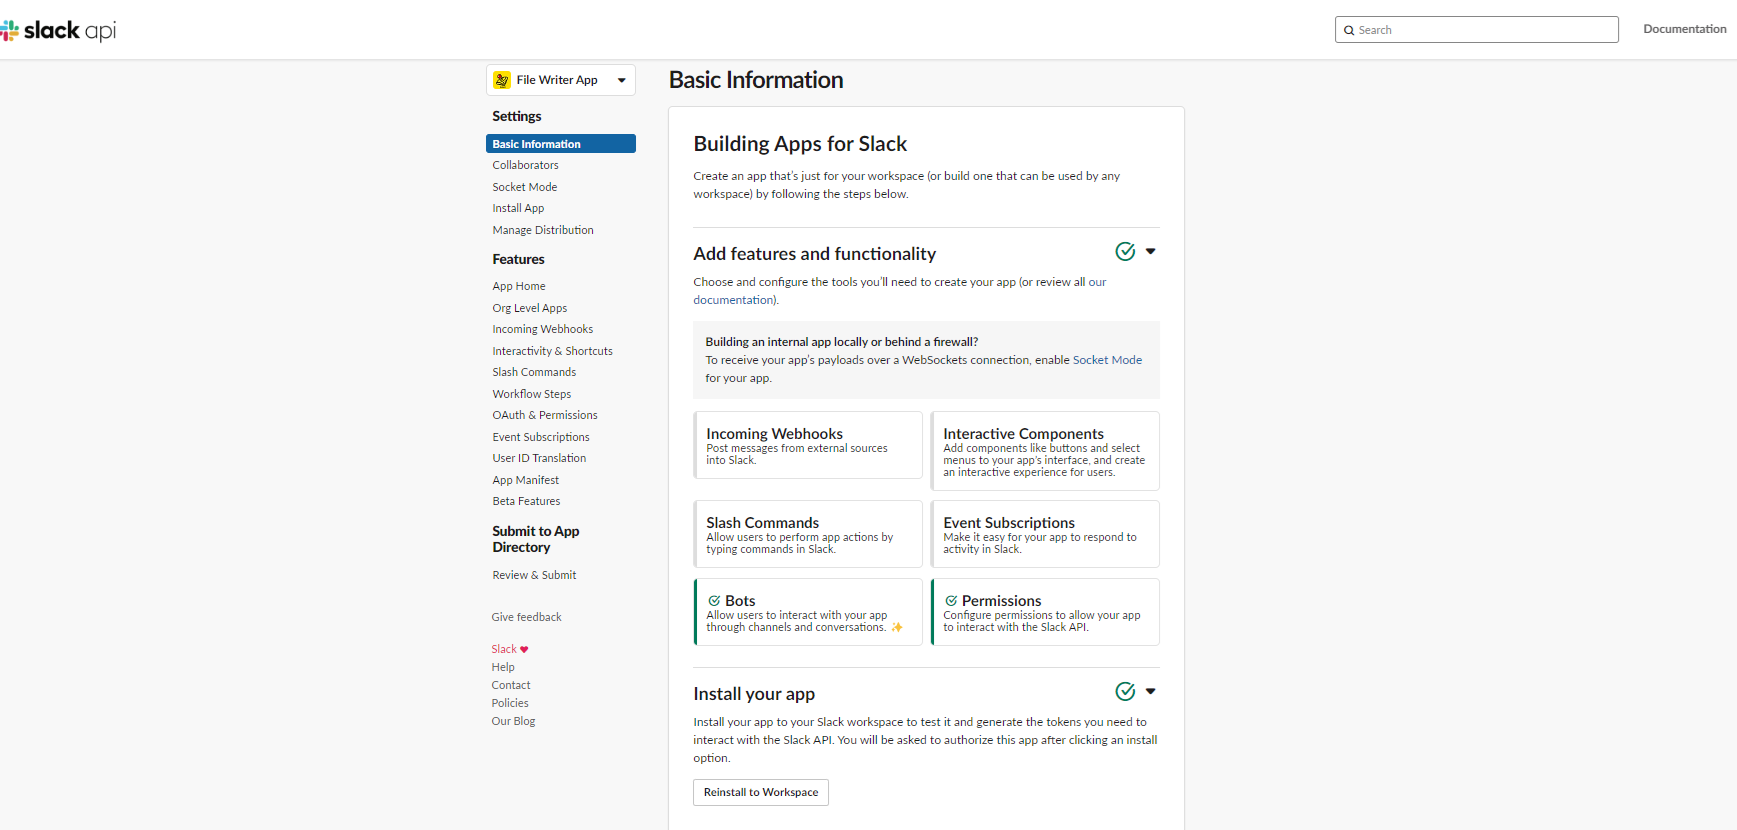 slack api
Search
Documentation
File Writer App
Settings
Basic Information
Collaborators
Socket Mode
Install App
Manage Distribution
Features
App Home
Org Level Apps
Incoming Webhooks
Interactivity & Shortcuts
Slash Commands
Workflow Steps
OAuth & Permissions
Event Subscriptions
User ID Translation
App Manifest
Beta Features
Submit to App
Directory
Review & Submit
Give feedback
Slack ♥
Help
Contact
Policies
Our Blog
Basic Information
Building Apps for Slack
Create an app that's just for your workspace (or build one that can be used by any
workspace) by following the steps below.
Add features and functionality
Choose and configure the tools you'll need to create your app (or review all our
documentation).
Building an internal app locally or behind a firewall?
To receive your app's payloads over a WebSockets connection, enable Socket Mode
for your app.
Incoming Webhooks
Post messages from external sources
into Slack.
Interactive Components
Add components like buttons and select
menus to your app's interface, and create
an interactive experience for users.
Slash Commands
Allow users to perform app actions by
typing commands in Slack.
Event Subscriptions
Make it easy for your app to respond to
activity in Slack.
Bots
Allow users to interact with your app
through channels and conversations. ✨
Permissions
Configure permissions to allow your app
to interact with the Slack API.
Install your app
Install your app to your Slack workspace to test it and generate the tokens you need to
interact with the Slack API. You will be asked to authorize this app after clicking an install
option.
Reinstall to Workspace